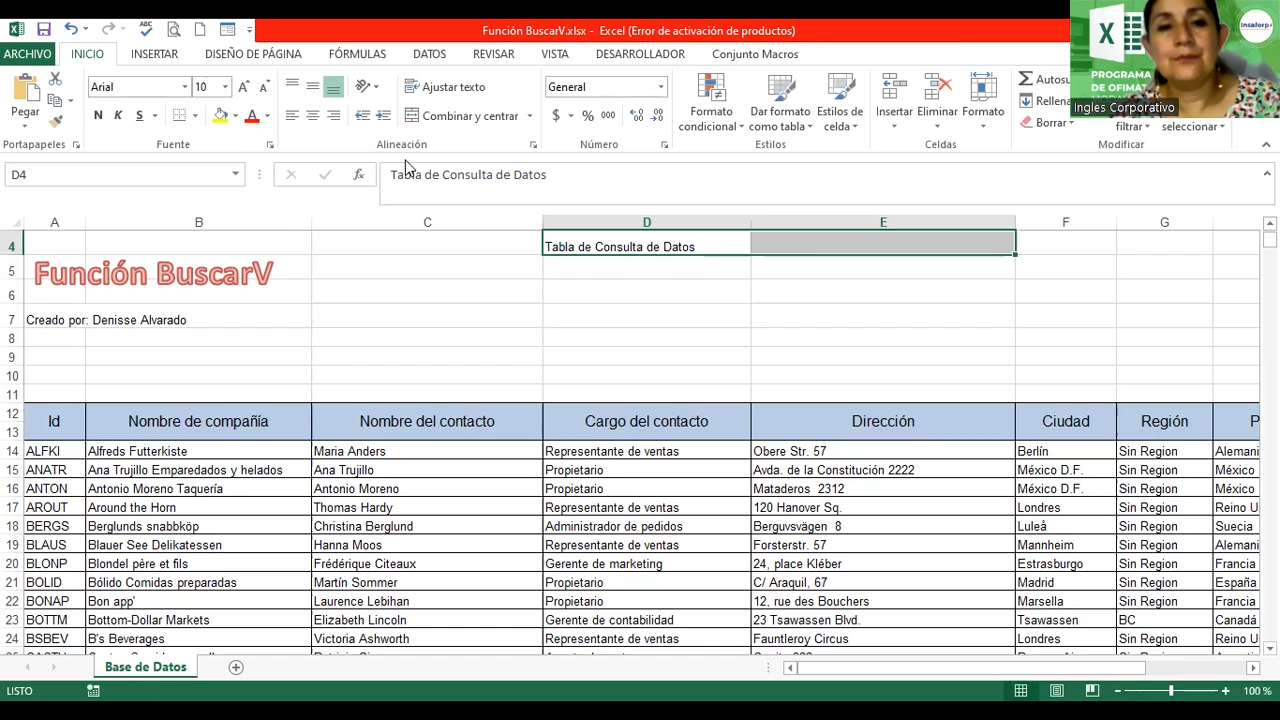 Función BuscarV.xlsx - Excel (Error de activación de productos)
ARCHIVO INICIO INSERTAR DISEÑO DE PÁGINA FÓRMULAS DATOS REVISAR VISTA DESARROLLADOR Conjunto Macros
insaforp
PROGRAMA
DE OFIMÁT
Ingles Corporativo
Pegar
Portapapeles
Arial 10
N K S
Fuente
Ajustar texto
Combinar y centrar
Alineación
General
$ % 000
Número
Formato condicional
Dar formato como tabla
Estilos de celda
Estilos
Insertar Eliminar Formato
Celdas
Autosu
Rellena
Borrar
filtrar seleccionar
Modificar
D4 fx Tabla de Consulta de Datos
A B C D E F G
4 Tabla de Consulta de Datos
5 Función BuscarV
6
7 Creado por: Denisse Alvarado
8
9
10
11
12
13 Id Nombre de compañía Nombre del contacto Cargo del contacto Dirección Ciudad Región P
14 ALFKI Alfreds Futterkiste Maria Anders Representante de ventas Obere Str. 57 Berlín Sin Region Alemani
15 ANATR Ana Trujillo Emparedados y helados Ana Trujillo Propietario Avda. de la Constitución 2222 México D.F. Sin Region México
16 ANTON Antonio Moreno Taquería Antonio Moreno Propietario Mataderos 2312 México D.F. Sin Region México
17 AROUT Around the Horn Thomas Hardy Representante de ventas 120 Hanover Sq. Londres Sin Region Reino U
18 BERGS Berglunds snabbköp Christina Berglund Administrador de pedidos Berguvsvägen 8 Luleå Sin Region Suecia
19 BLAUS Blauer See Delikatessen Hanna Moos Representante de ventas Forsterstr. 57 Mannheim Sin Region Alemani
20 BLONP Blondel père et fils Frédérique Citeaux Gerente de marketing 24, place Kléber Estrasburgo Sin Region Francia
21 BOLID Bólido Comidas preparadas Martín Sommer Propietario C/ Araquil, 67 Madrid Sin Region España
22 BONAP Bon app' Laurence Lebihan Propietario 12, rue des Bouchers Marsella Sin Region Francia
23 BOTTM Bottom-Dollar Markets Elizabeth Lincoln Gerente de contabilidad 23 Tsawassen Blvd. Tsawassen BC Canadá
24 BSBEV B's Beverages Victoria Ashworth Representante de ventas Fauntleroy Circus Londres Sin Region Reino U
Base de Datos
LISTO 100 %